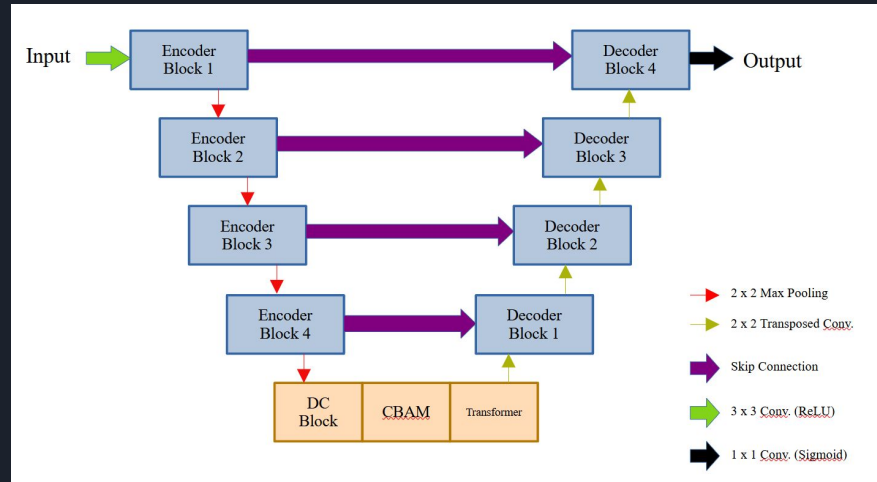 Input
Encoder
Block 1
Decoder
Block 4
Output
Encoder
Block 2
Decoder
Block 3
Encoder
Block 3
Decoder
Block 2
Encoder
Block 4
Decoder
Block 1
DC
Block
CBAM
Transformer
2 x 2 Max Pooling
2 x 2 Transposed Conv.
Skip Connection
3 x 3 Conv. (ReLU)
1 x 1 Conv. (Sigmoid)